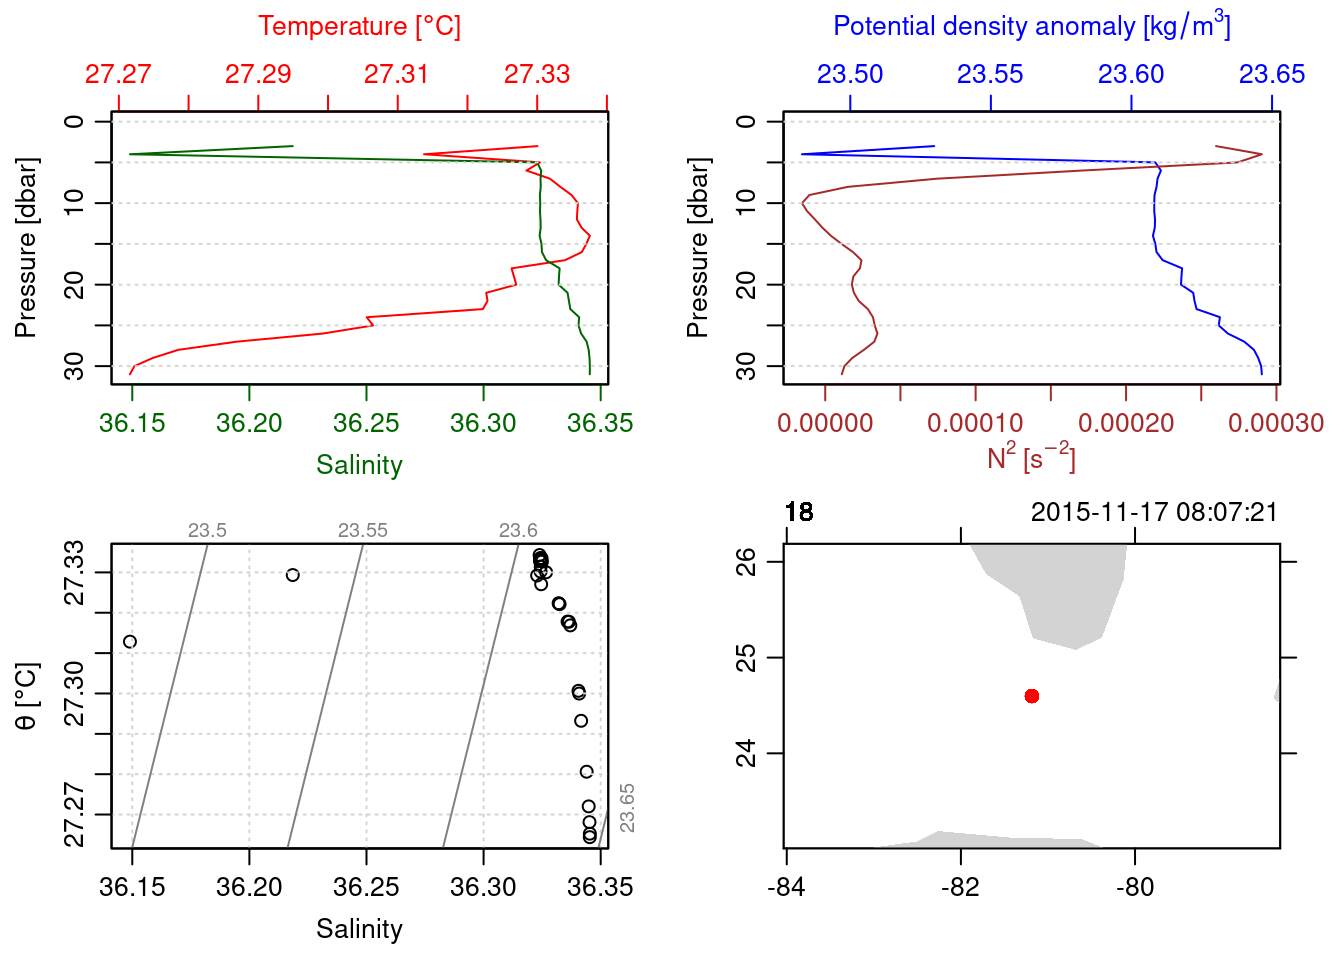 Temperature [°C]
27.27 27.29 27.31 27.33
0
10
20
30
Pressure [dbar]
36.15 36.20 36.25 36.30 36.35
Salinity
Potential density anomaly [kg/m³]
23.50 23.55 23.60 23.65
0
10
20
30
Pressure [dbar]
0.00000 0.00010 0.00020 0.00030
N² [s⁻²]
23.5 23.55 23.6
23.65
27.33
27.30
27.27
θ [°C]
36.15 36.20 36.25 36.30 36.35
Salinity
18 2015-11-17 08:07:21
26
25
24
-84 -82 -80